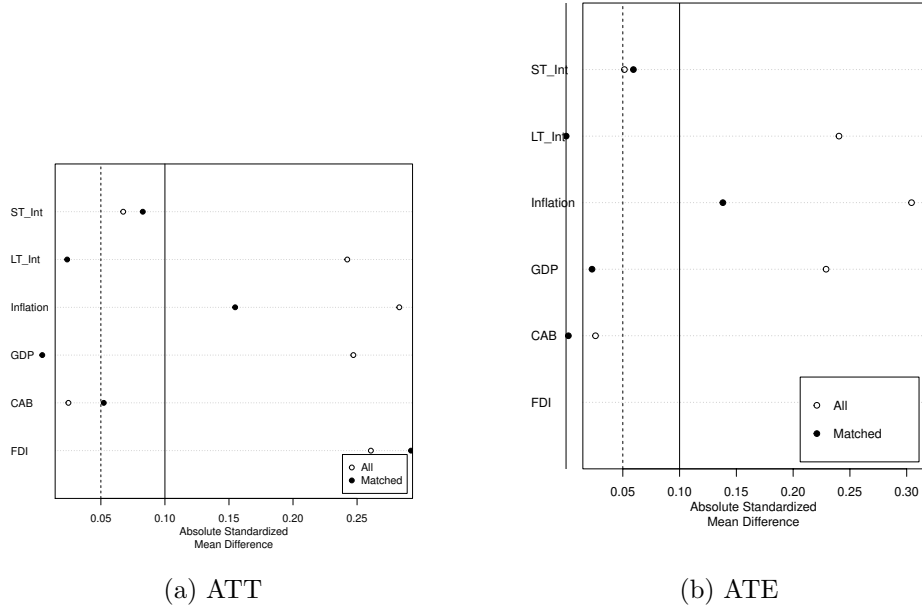 ST_Int
LT_Int
Inflation
GDP
CAB
FDI
All
Matched
0.05 0.10 0.15 0.20 0.25
Absolute Standardized
Mean Difference
(a) ATT
ST_Int
LT_Int
Inflation
GDP
CAB
FDI
All
Matched
0.05 0.10 0.15 0.20 0.25 0.30
Absolute Standardized
Mean Difference
(b) ATE